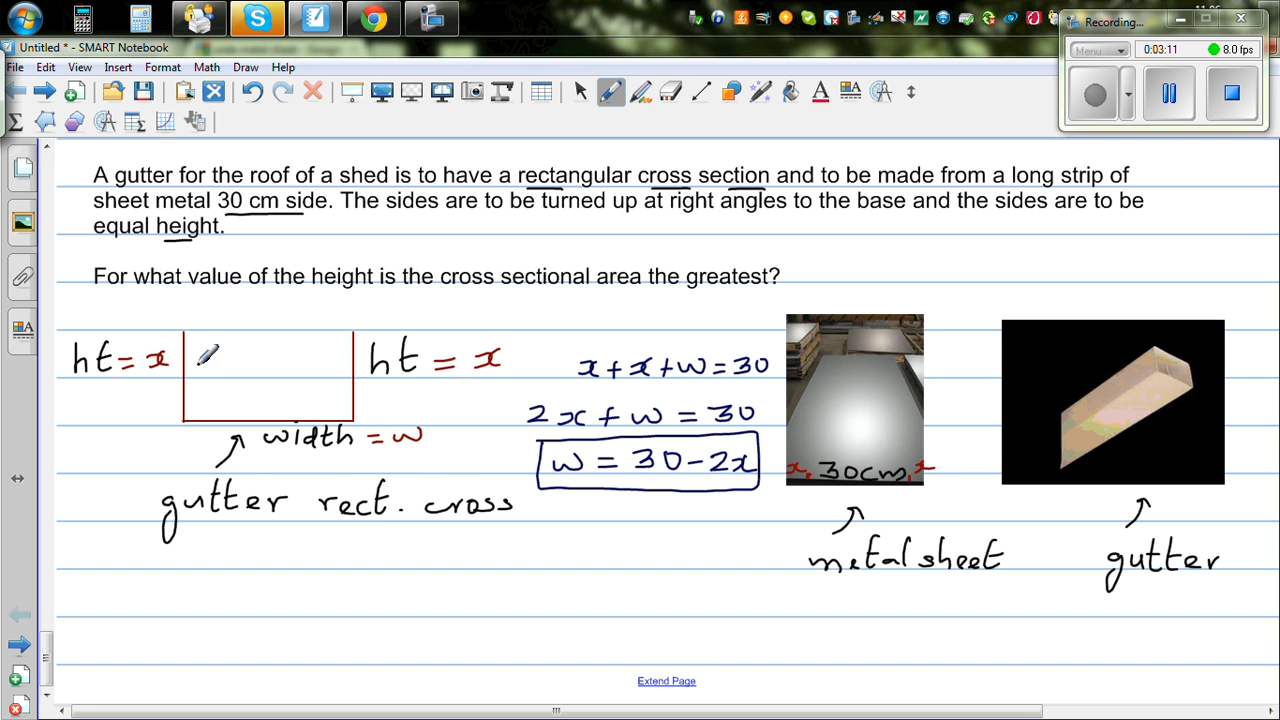 Untitled * - SMART Notebook
Recording...
File Edit View Insert Format Math Draw Help
Menu
0:03:11
8.0 fps
A gutter for the roof of a shed is to have a rectangular cross section and to be made from a long strip of
sheet metal 30 cm side. The sides are to be turned up at right angles to the base and the sides are to be
equal height.
For what value of the height is the cross sectional area the greatest?
ht = x
ht = x
width = w
gutter rect. cross
x + x + w = 30
2x + w = 30
w = 30 - 2x
x, 30cm, x
metal sheet
gutter
Extend Page